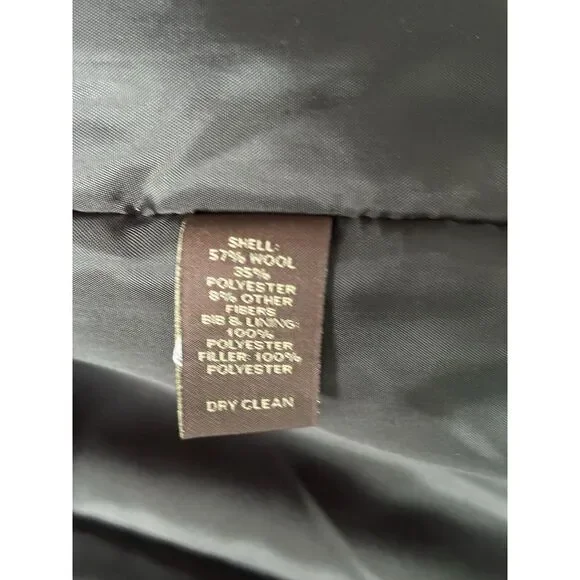 SHELL:
57% WOOL
35%
POLYESTER
8% OTHER
FIBERS
BIB & LINING:
100%
POLYESTER
FILLER: 100%
POLYESTER
DRY CLEAN